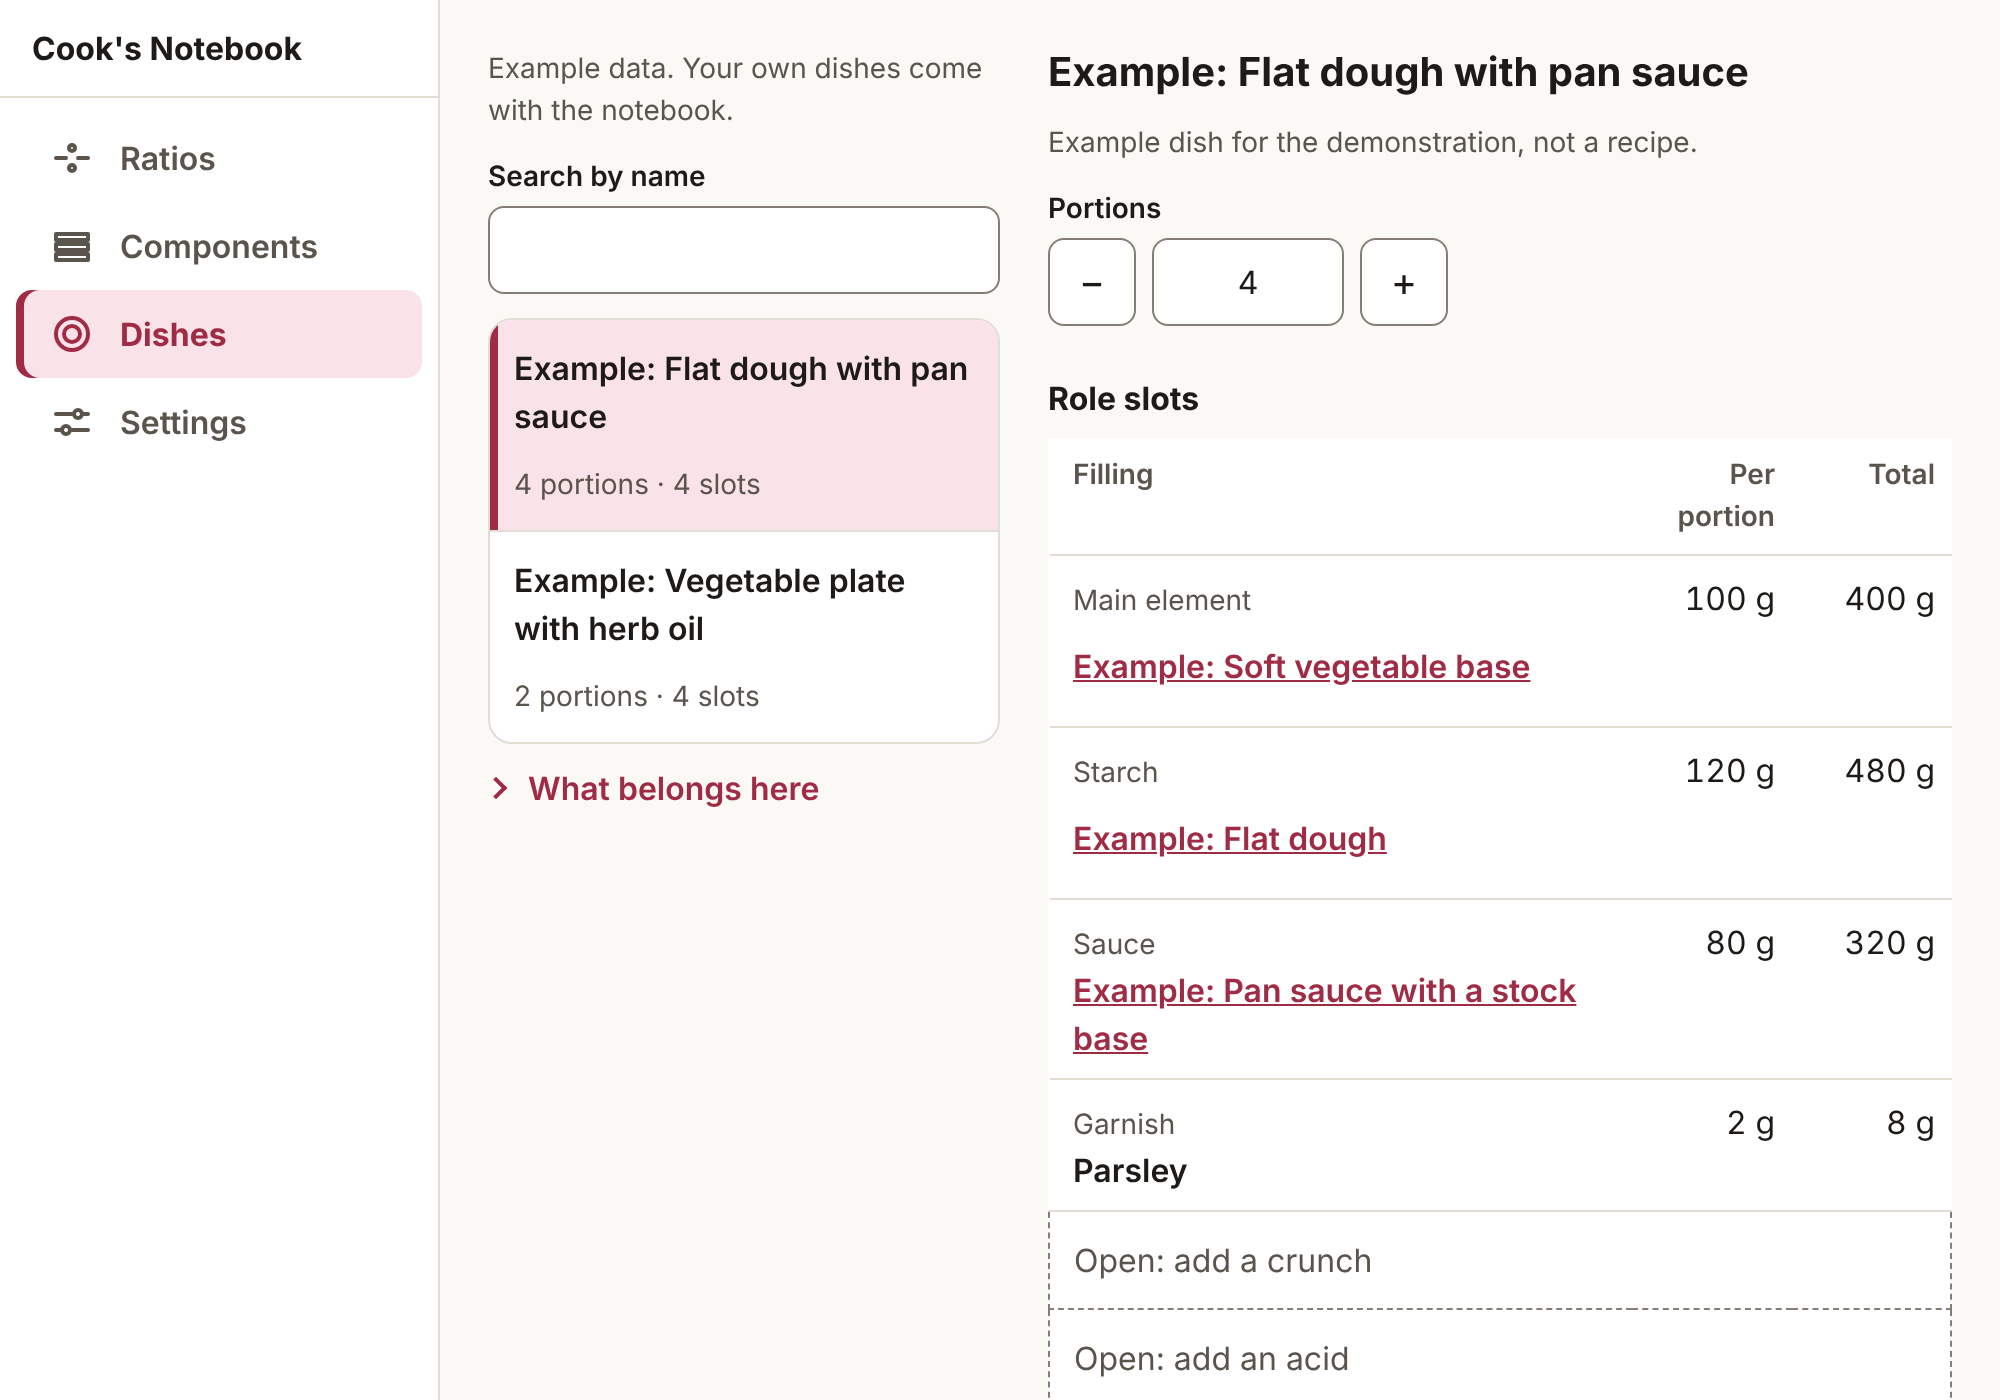 Cook's Notebook
Ratios
Components
Dishes
Settings
Example data. Your own dishes come
with the notebook.
Search by name
Example: Flat dough with pan
sauce
4 portions · 4 slots
Example: Vegetable plate
with herb oil
2 portions · 4 slots
What belongs here
Example: Flat dough with pan sauce
Example dish for the demonstration, not a recipe.
Portions
− 4 +
Role slots
Filling Per Total
portion
Main element 100 g 400 g
Example: Soft vegetable base
Starch 120 g 480 g
Example: Flat dough
Sauce 80 g 320 g
Example: Pan sauce with a stock
base
Garnish 2 g 8 g
Parsley
Open: add a crunch
Open: add an acid